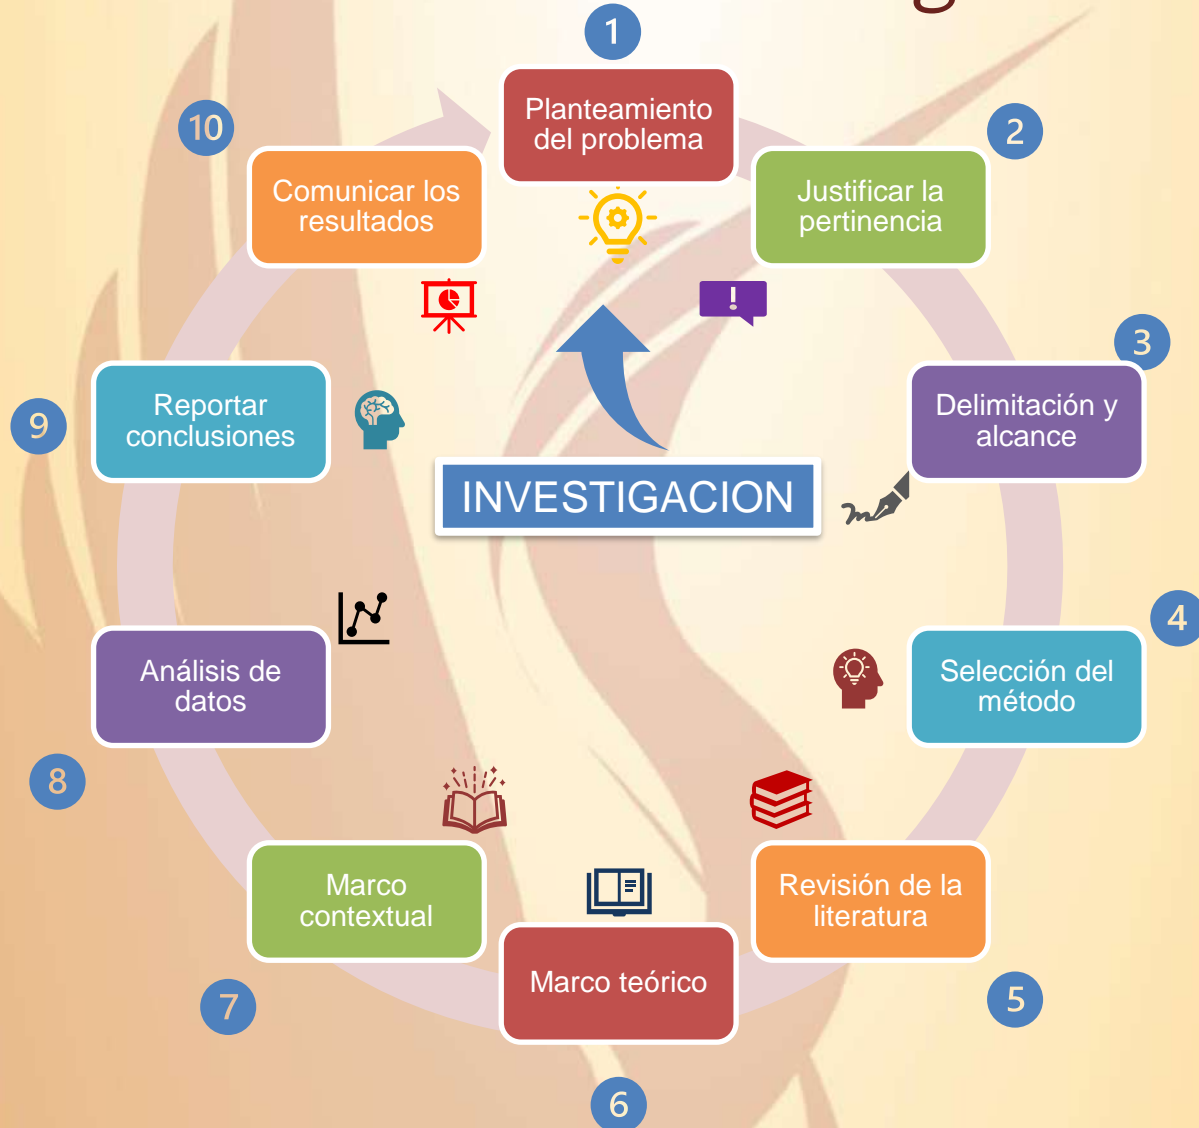 g
1
Planteamiento
del problema
2
Justificar la
pertinencia
3
Delimitación y
alcance
4
Selección del
método
5
Revisión de la
literatura
6
Marco teórico
7
Marco
contextual
8
Análisis de
datos
9
Reportar
conclusiones
10
Comunicar los
resultados
INVESTIGACION